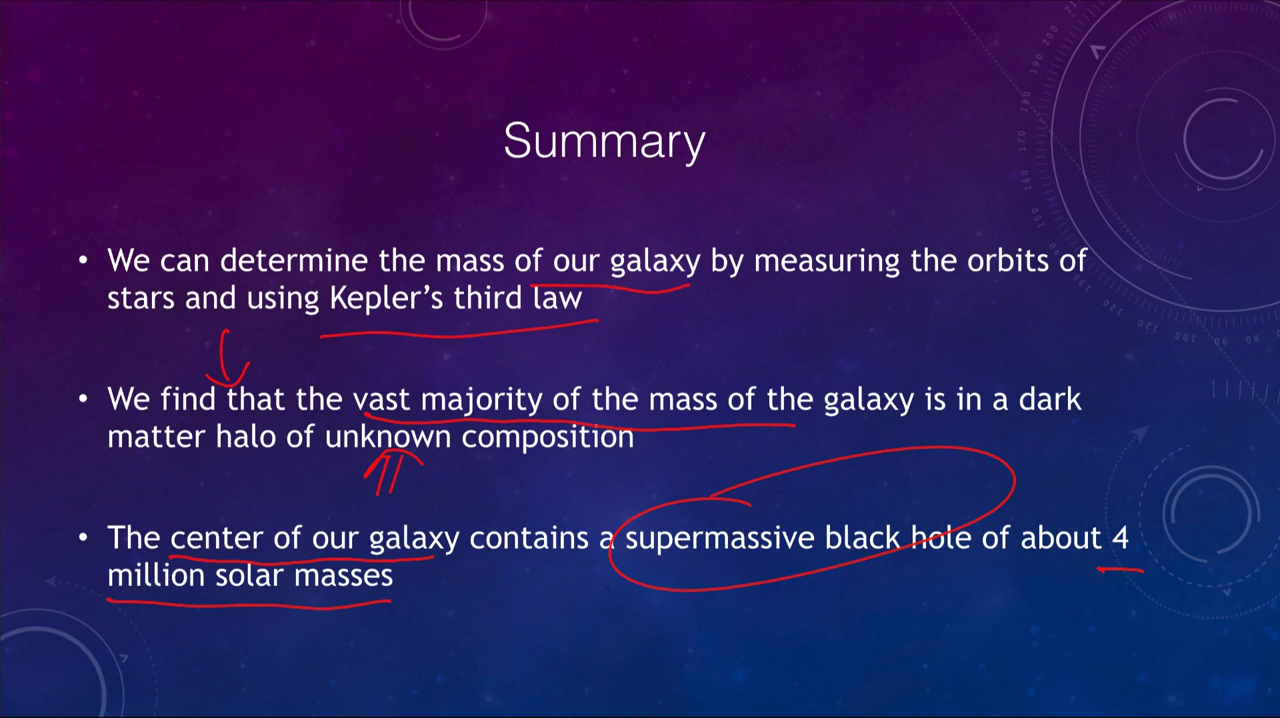 Summary
• We can determine the mass of our galaxy by measuring the orbits of
stars and using Kepler’s third law
• We find that the vast majority of the mass of the galaxy is in a dark
matter halo of unknown composition
• The center of our galaxy contains a supermassive black hole of about 4
million solar masses